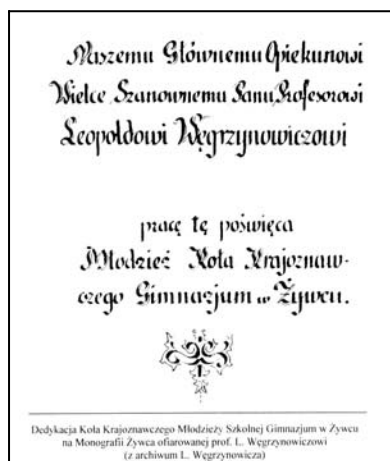 Naszemu Głównemu Opiekunowi
Wielce Szanownemu Panu Profesorowi
Leopoldowi Węgrzynowiczowi
pracę tę poświęca
Młodzież Koła Krajoznaw-
czego Gimnazjum w Żywcu.
Dedykacja Koła Krajoznawczego Młodzieży Szkolnej Gimnazjum w Żywcu
na Monografii Żywca ofiarowanej prof. L. Węgrzynowiczowi
(z archiwum L. Węgrzynowicza)